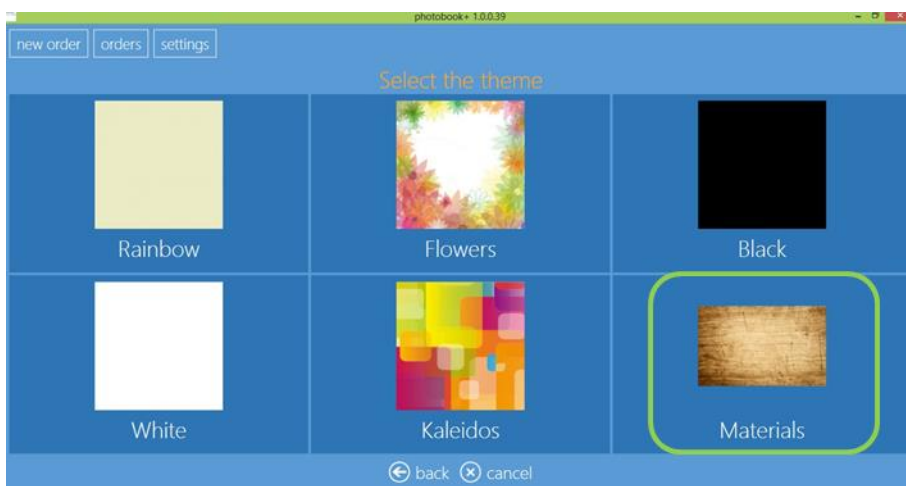 photobook+ 1.0.0.39
new order orders settings
Select the theme
Rainbow Flowers Black
White Kaleidos Materials
back cancel